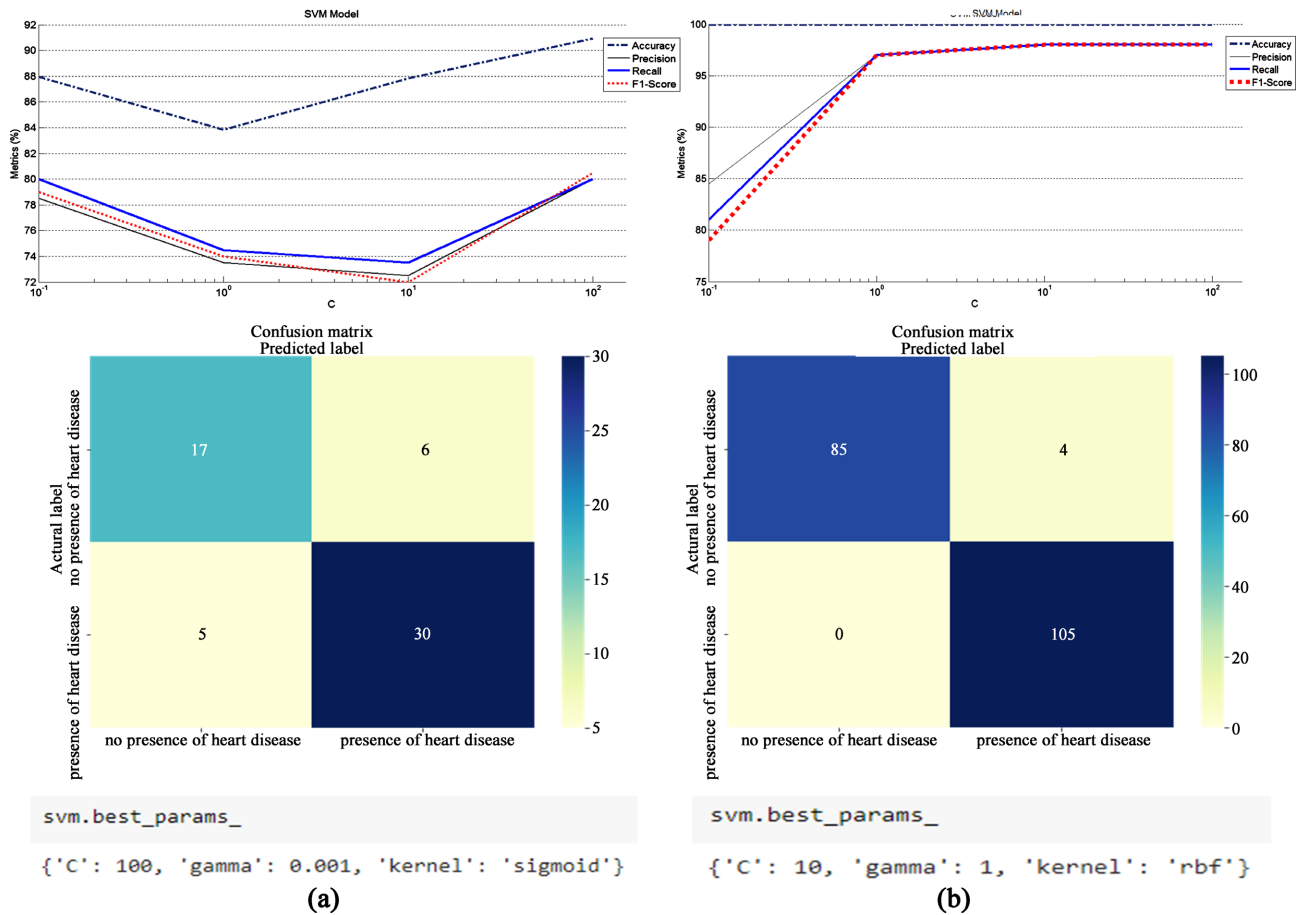 SVM Model
92
90
88
86
84
82
80
78
76
74
72
Metrics (%)
10^-1
10^0
10^1
10^2
C
Accuracy
Precision
Recall
F1-Score
SVM Model
100
95
90
85
80
75
Metrics (%)
10^-1
10^0
10^1
10^2
C
Accuracy
Precision
Recall
F1-Score
Confusion matrix
Predicted label
Actural label
no presence of heart disease
presence of heart disease
17
6
5
30
no presence of heart disease
presence of heart disease
30
25
20
15
10
5
Confusion matrix
Predicted label
Actural label
no presence of heart disease
presence of heart disease
85
4
0
105
no presence of heart disease
presence of heart disease
100
80
60
40
20
0
svm.best_params_
{'C': 100, 'gamma': 0.001, 'kernel': 'sigmoid'}
(a)
svm.best_params_
{'C': 10, 'gamma': 1, 'kernel': 'rbf'}
(b)